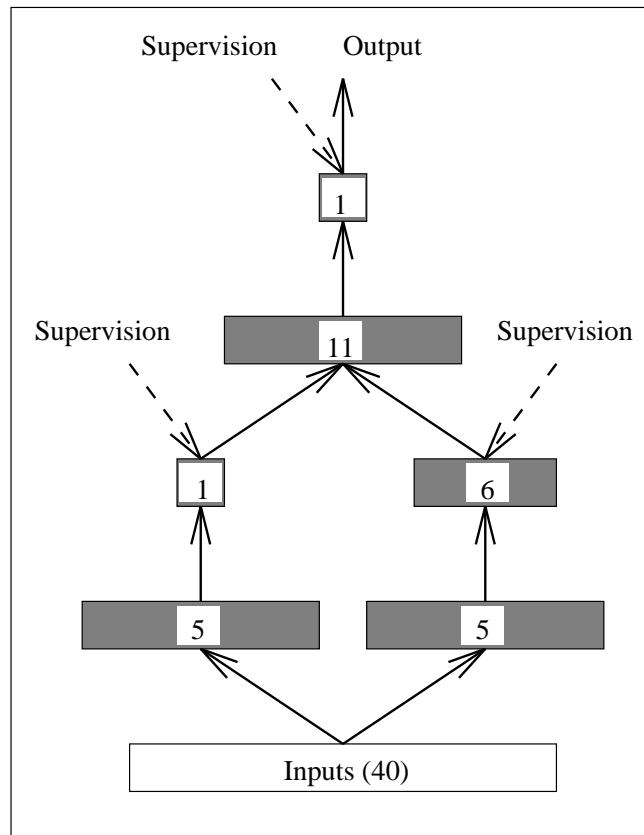 Supervision Output
1
11
Supervision Supervision
1 6
5 5
Inputs (40)